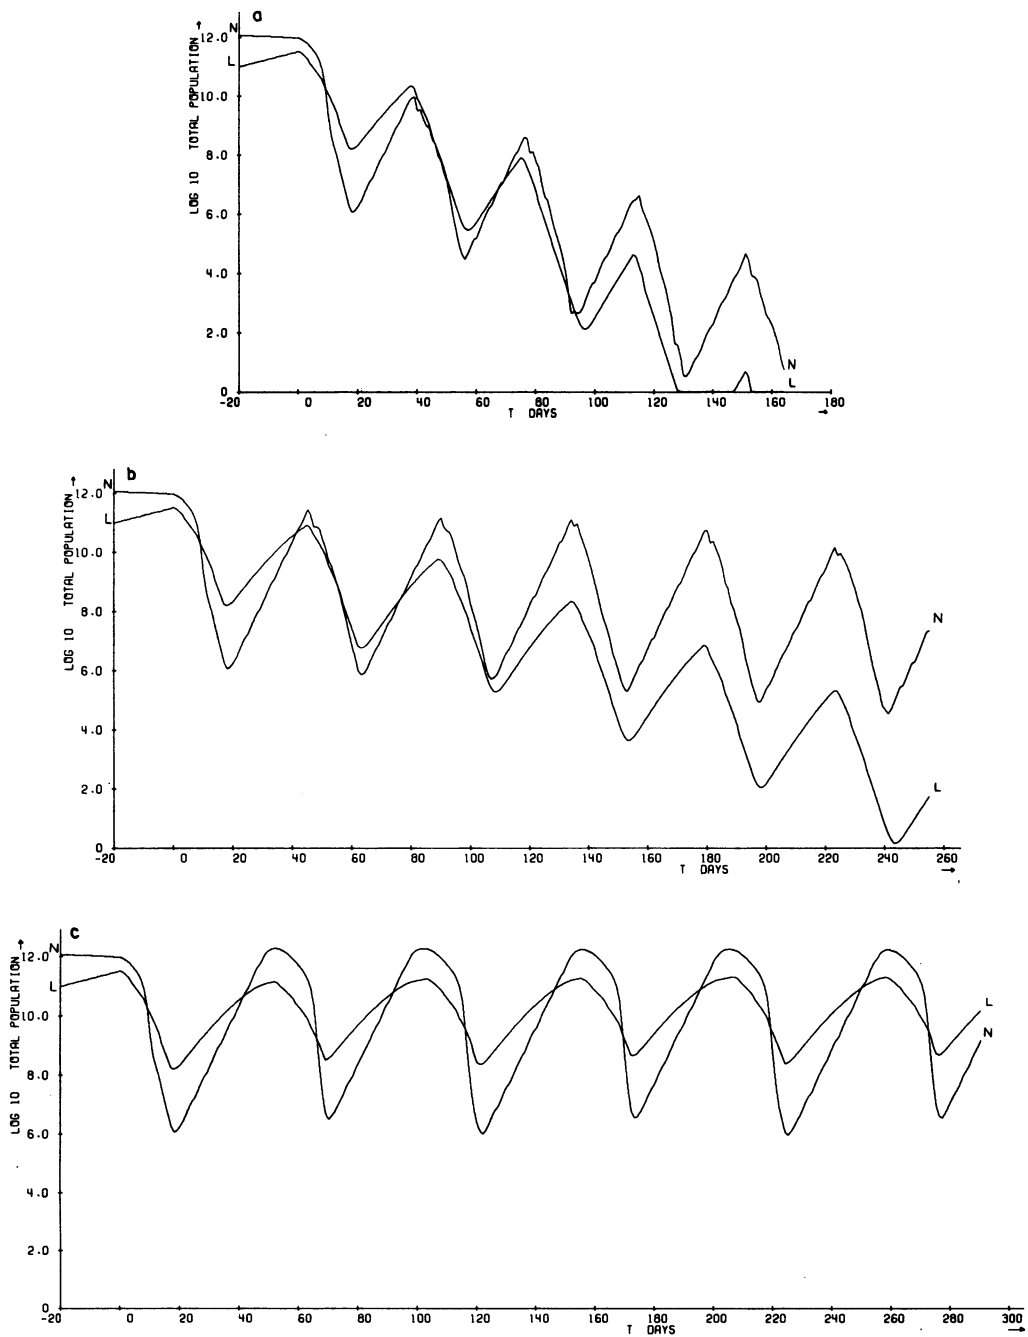 a
N
L
LOG 10 TOTAL POPULATION
12.0
10.0
8.0
6.0
4.0
2.0
0
-20 0 20 40 60 80 100 120 140 160 180
T DAYS
N
L
b
N
L
LOG 10 TOTAL POPULATION
12.0
10.0
8.0
6.0
4.0
2.0
0
-20 0 20 40 60 80 100 120 140 160 180 200 220 240 260
T DAYS
N
L
c
N
L
LOG 10 TOTAL POPULATION
12.0
10.0
8.0
6.0
4.0
2.0
0
-20 0 20 40 60 80 100 120 140 160 180 200 220 240 260 280 300
T DAYS
L
N